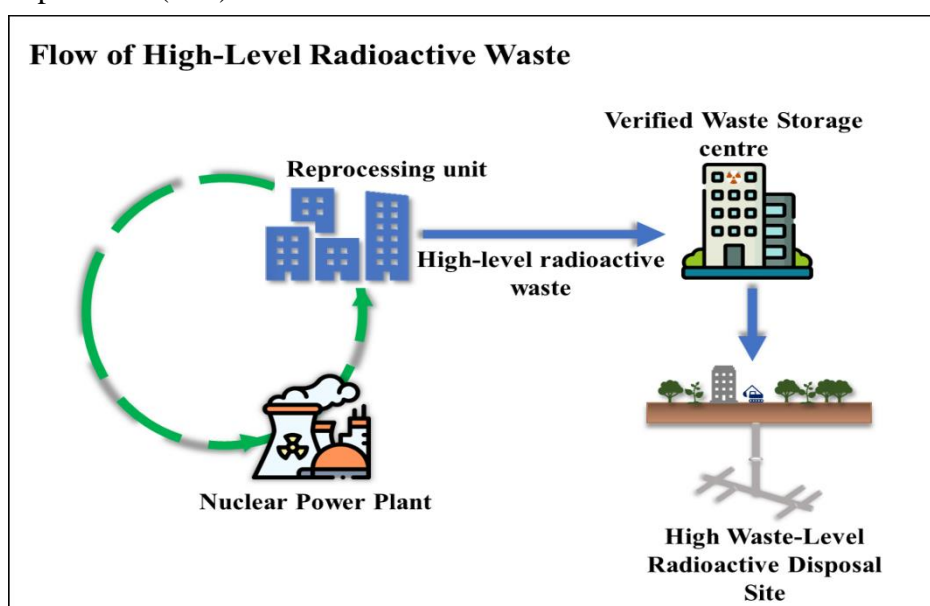 Flow of High-Level Radioactive Waste
Verified Waste Storage
centre
Reprocessing unit
High-level radioactive
waste
Nuclear Power Plant
High Waste-Level
Radioactive Disposal
Site